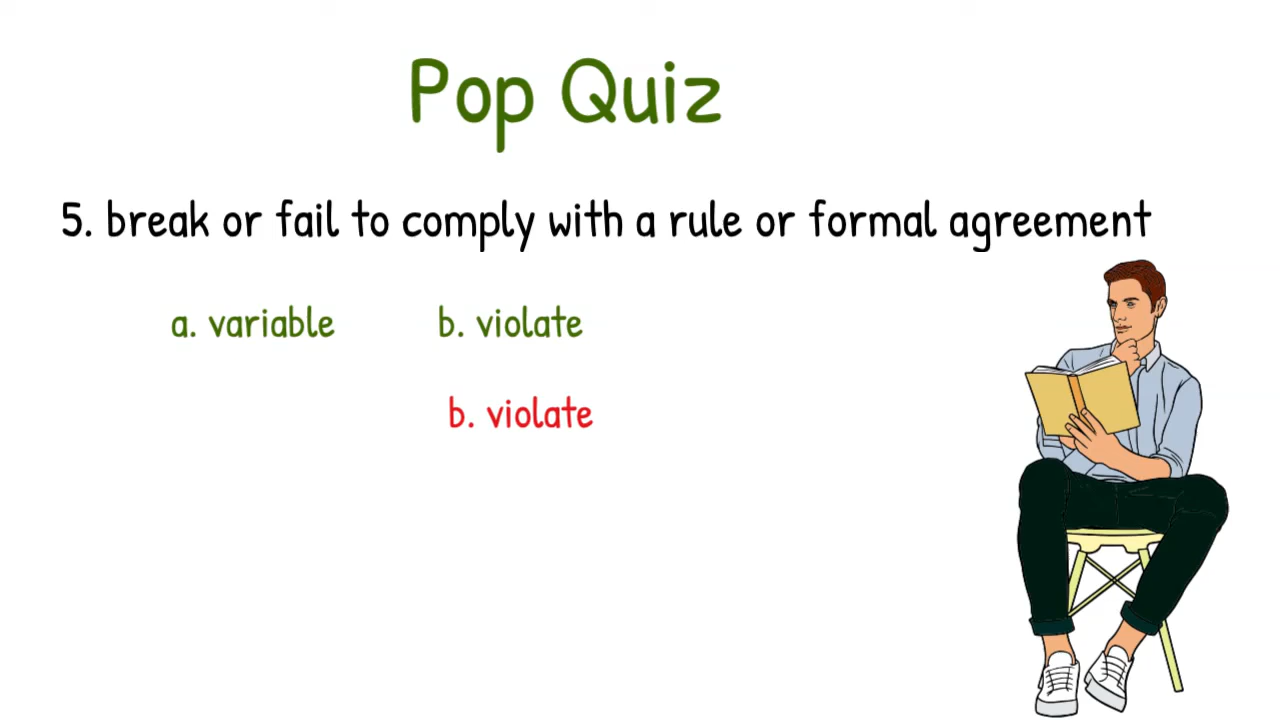 Pop Quiz
5. break or fail to comply with a rule or formal agreement
a. variable b. violate
b. violate